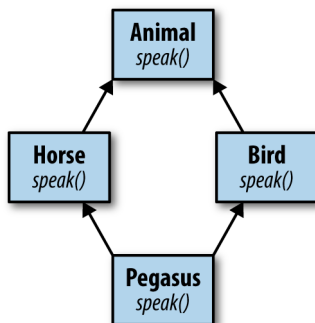 Animal
speak()
Horse
speak()
Bird
speak()
Pegasus
speak()